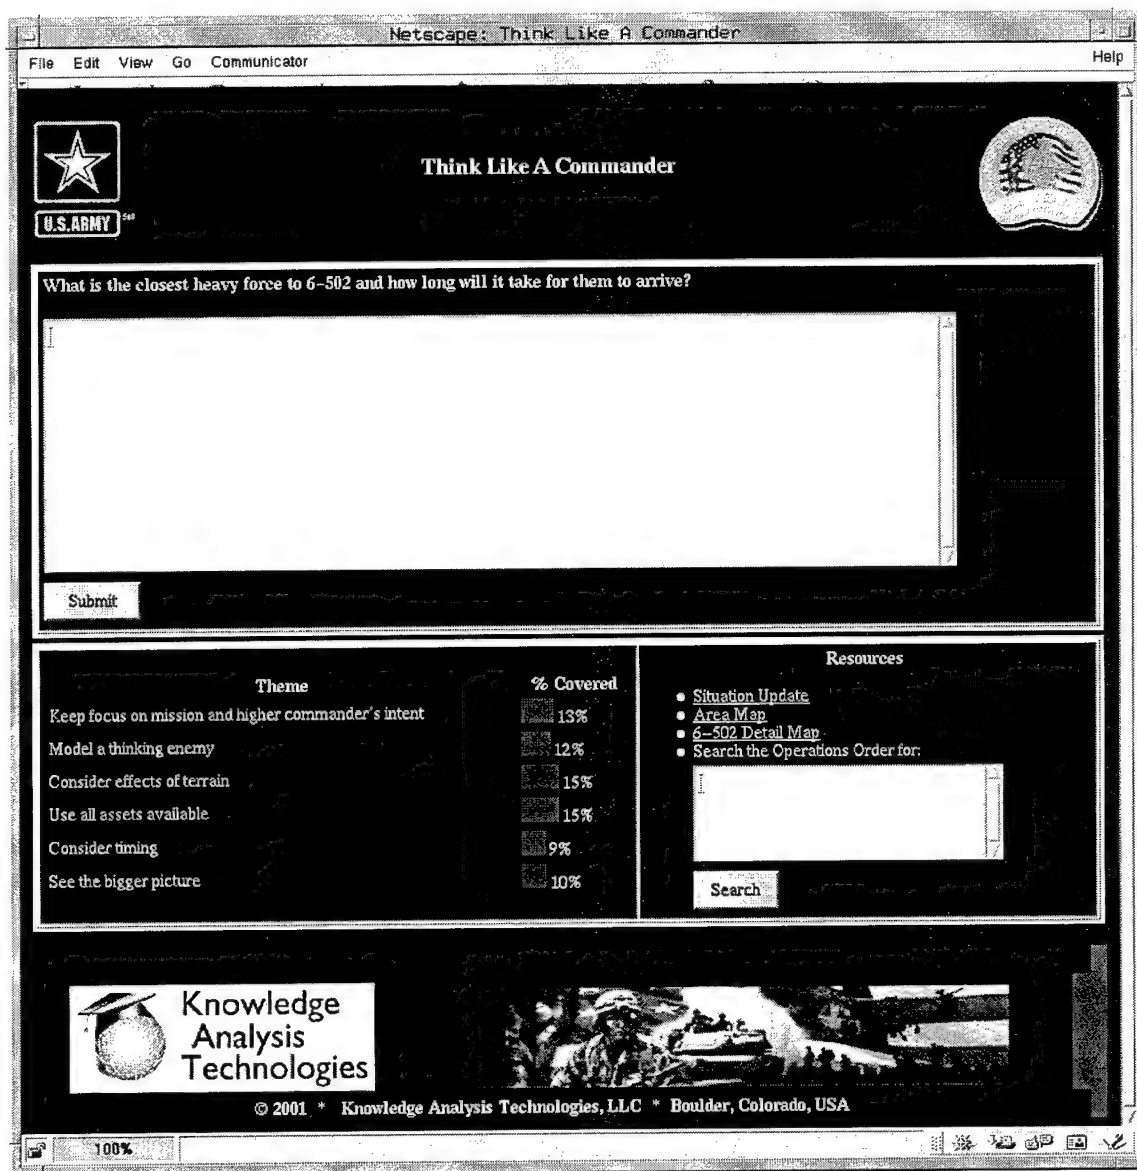 Netscape: Think Like A Commander
File Edit View Go Communicator Help
Think Like A Commander
U.S.ARMY
What is the closest heavy force to 6-502 and how long will it take for them to arrive?
Submit
Theme % Covered
Keep focus on mission and higher commander's intent 13%
Model a thinking enemy 12%
Consider effects of terrain 15%
Use all assets available 15%
Consider timing 9%
See the bigger picture 10%
Resources
Situation Update
Area Map
6-502 Detail Map
Search the Operations Order for:
Search
Knowledge
Analysis
Technologies
© 2001 * Knowledge Analysis Technologies, LLC * Boulder, Colorado, USA
100%